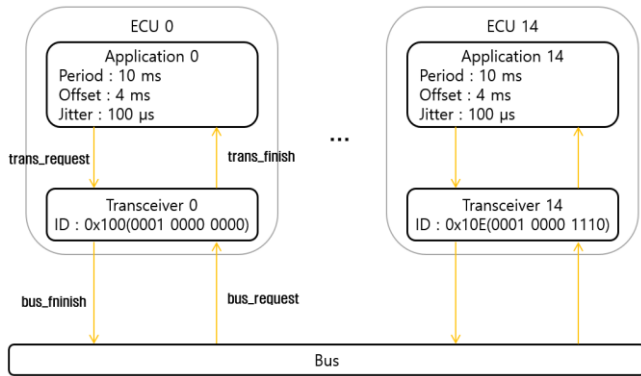 ECU 0
Application 0
Period : 10 ms
Offset : 4 ms
Jitter : 100 µs
trans_request
trans_finish
Transceiver 0
ID : 0x100(0001 0000 0000)
bus_fninish
bus_request
...
ECU 14
Application 14
Period : 10 ms
Offset : 4 ms
Jitter : 100 µs
Transceiver 14
ID : 0x10E(0001 0000 1110)
Bus